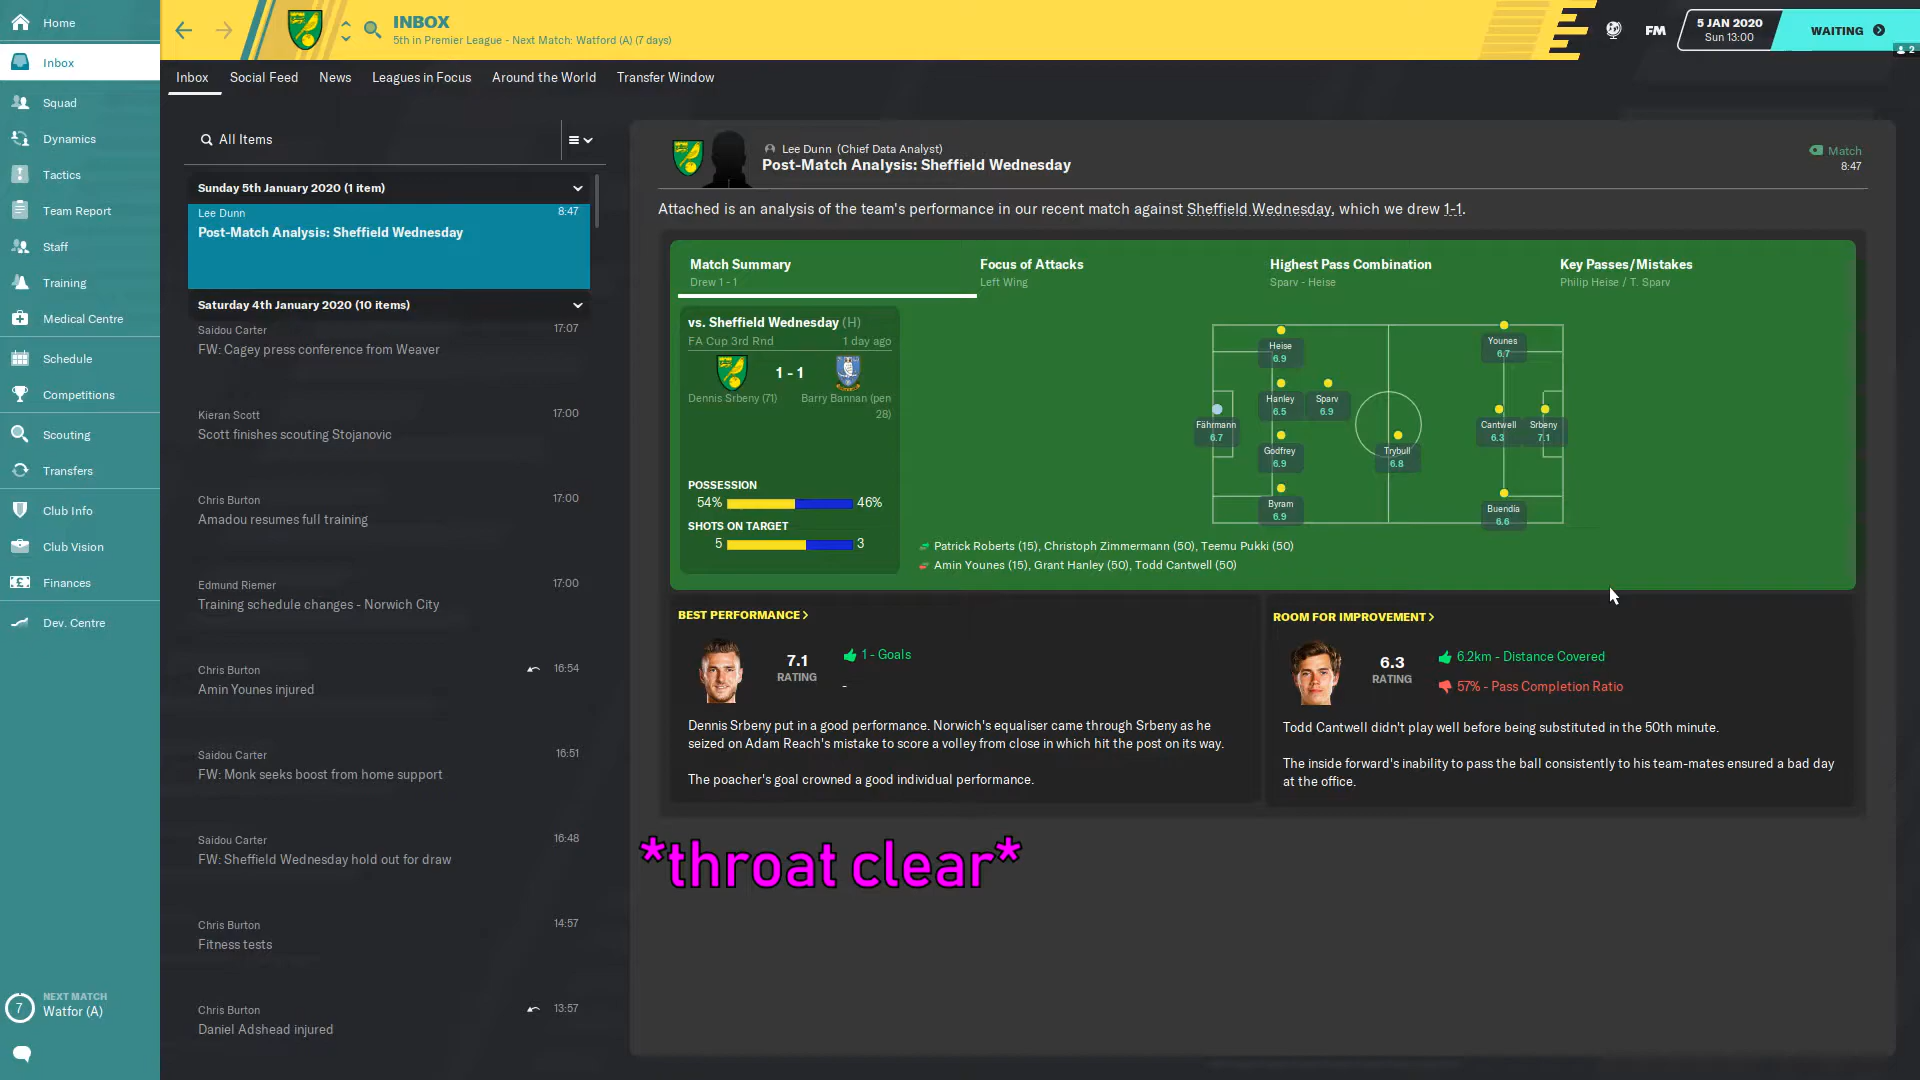 Home
Inbox
Squad
Dynamics
Tactics
Team Report
Staff
Training
Medical Centre
Schedule
Competitions
Scouting
Transfers
Club Info
Club Vision
Finances
Dev. Centre
7
NEXT MATCH
Watfor (A)
INBOX
5th in Premier League - Next Match: Watford (A) (7 days)
FM
5 JAN 2020
Sun 13:00
WAITING
2
Inbox Social Feed News Leagues in Focus Around the World Transfer Window
All Items
Sunday 5th January 2020 (1 item)
Lee Dunn 8:47
Post-Match Analysis: Sheffield Wednesday
Saturday 4th January 2020 (10 items)
Saidou Carter 17:07
FW: Cagey press conference from Weaver
Kieran Scott 17:00
Scott finishes scouting Stojanovic
Chris Burton 17:00
Amadou resumes full training
Edmund Riemer 17:00
Training schedule changes - Norwich City
Chris Burton 16:54
Amin Younes injured
Saidou Carter 16:51
FW: Monk seeks boost from home support
Saidou Carter 16:48
FW: Sheffield Wednesday hold out for draw
Chris Burton 14:57
Fitness tests
Chris Burton 13:57
Daniel Adshead injured
Lee Dunn (Chief Data Analyst)
Post-Match Analysis: Sheffield Wednesday
Match
8:47
Attached is an analysis of the team's performance in our recent match against Sheffield Wednesday, which we drew 1-1.
Match Summary
Drew 1 - 1
Focus of Attacks
Left Wing
Highest Pass Combination
Sparv - Heise
Key Passes/Mistakes
Philip Heise / T. Sparv
vs. Sheffield Wednesday (H)
FA Cup 3rd Rnd 1 day ago
1 - 1
Dennis Srbeny (71) Barry Bannan (pen
28)
POSSESSION
54% 46%
SHOTS ON TARGET
5 3
Heise
6.9
Younes
6.7
Hanley
6.5
Sparv
6.9
Fährmann
6.7
Cantwell
6.3
Srbeny
7.1
Godfrey
6.9
Trybull
6.8
Byram
6.9
Buendía
6.6
Patrick Roberts (15), Christoph Zimmermann (50), Teemu Pukki (50)
Amin Younes (15), Grant Hanley (50), Todd Cantwell (50)
BEST PERFORMANCE
7.1
RATING
1 - Goals
-
Dennis Srbeny put in a good performance. Norwich's equaliser came through Srbeny as he
seized on Adam Reach's mistake to score a volley from close in which hit the post on its way.
The poacher's goal crowned a good individual performance.
ROOM FOR IMPROVEMENT
6.3
RATING
6.2km - Distance Covered
57% - Pass Completion Ratio
Todd Cantwell didn't play well before being substituted in the 50th minute.
The inside forward's inability to pass the ball consistently to his team-mates ensured a bad day
at the office.
*throat clear*